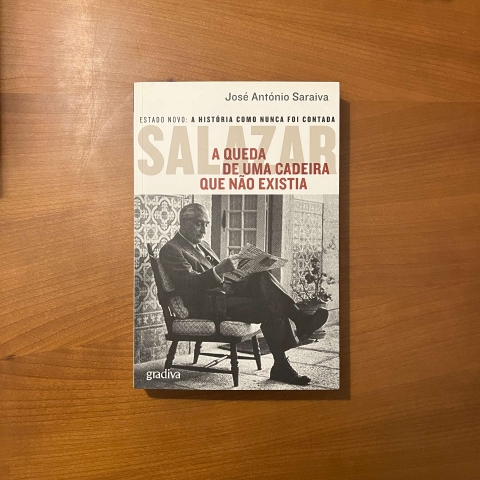 José António Saraiva
ESTADO NOVO: A HISTÓRIA COMO NUNCA FOI CONTADA
SALAZAR
A QUEDA
DE UMA CADEIRA
QUE NÃO EXISTIA
gradiva